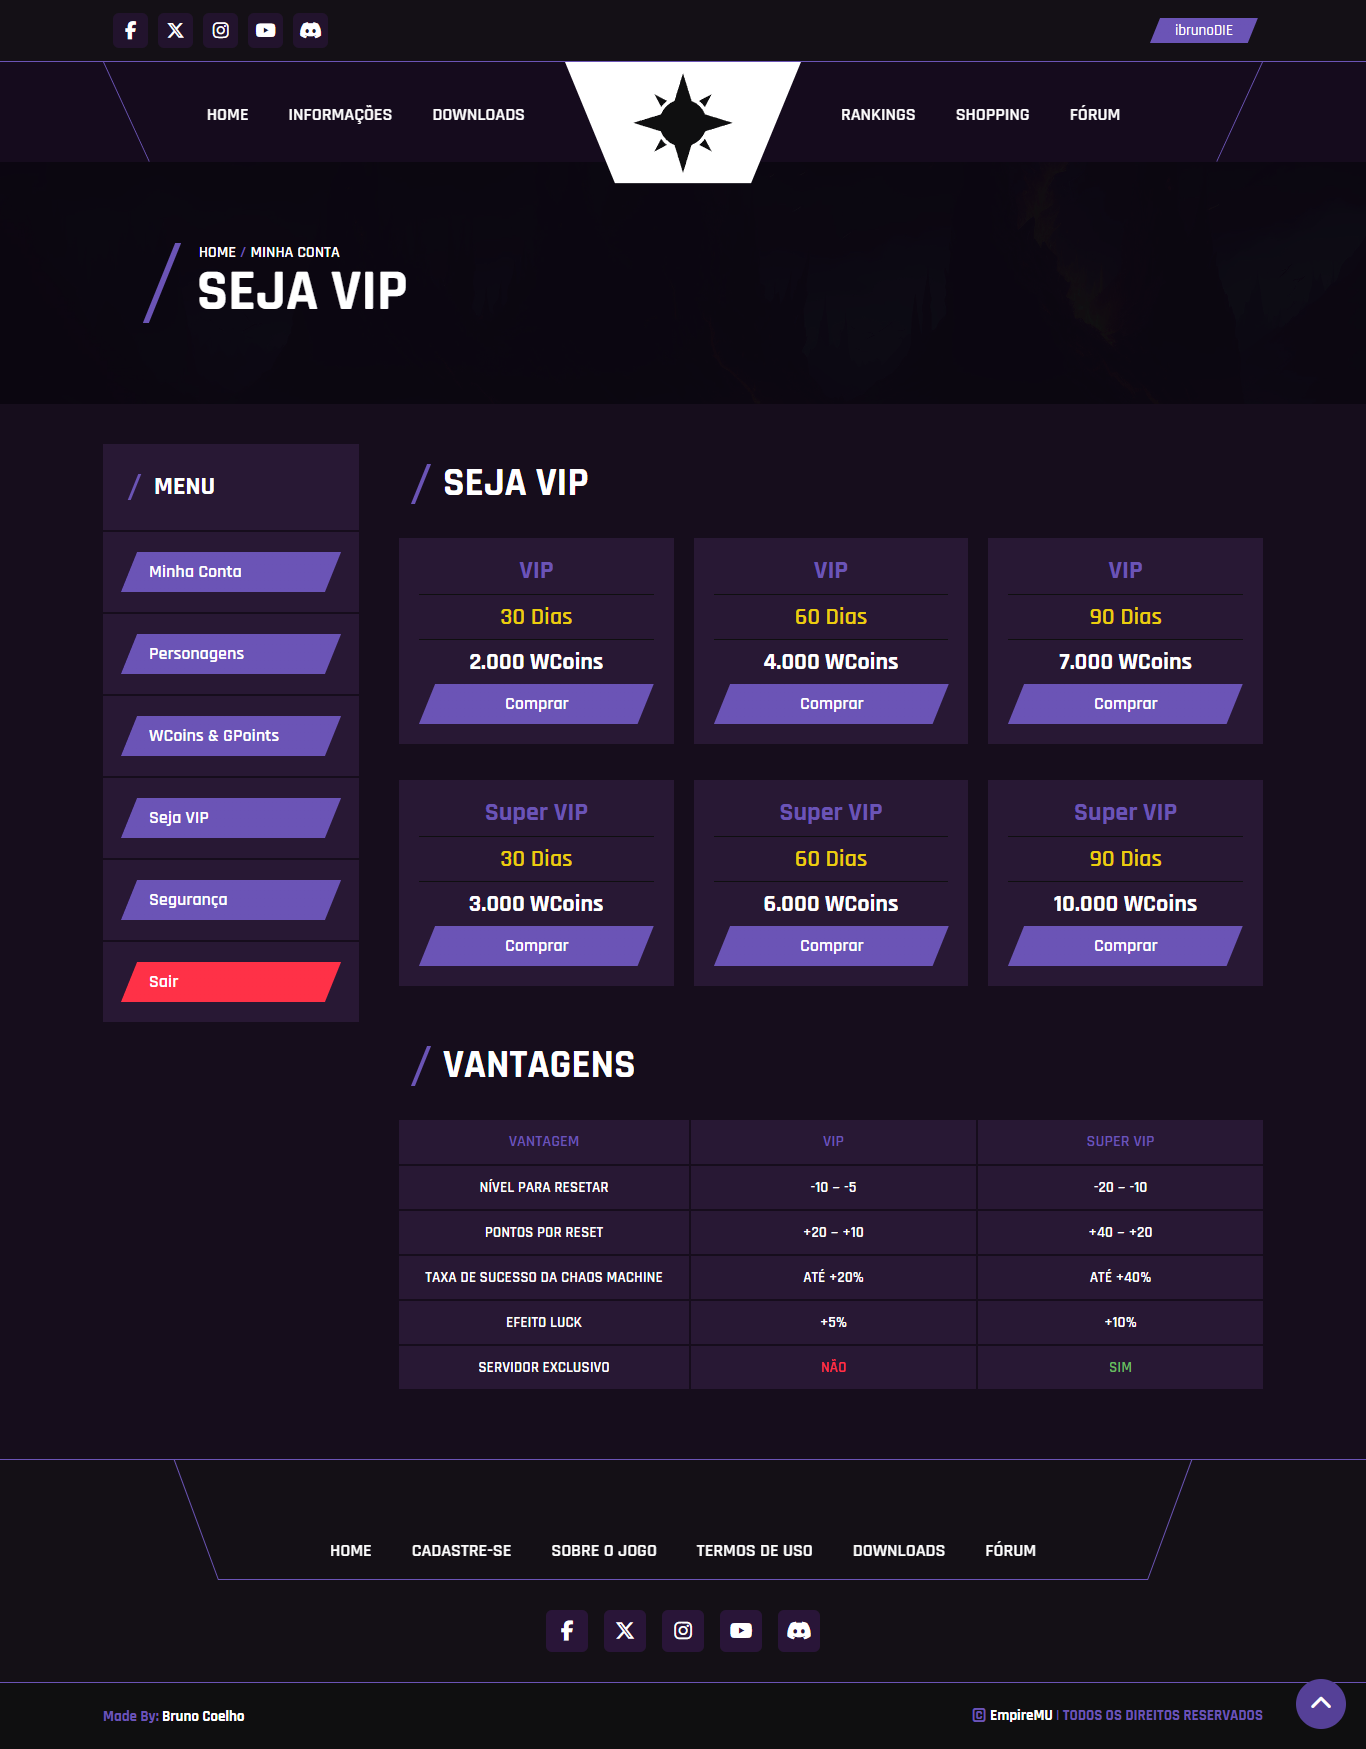 ibrunoDIE
HOME INFORMAÇÕES DOWNLOADS RANKINGS SHOPPING FÓRUM
HOME / MINHA CONTA
SEJA VIP
MENU
Minha Conta
Personagens
WCoins & GPoints
Seja VIP
Segurança
Sair
SEJA VIP
VIP VIP VIP
30 Dias 60 Dias 90 Dias
2.000 WCoins 4.000 WCoins 7.000 WCoins
Comprar Comprar Comprar
Super VIP Super VIP Super VIP
30 Dias 60 Dias 90 Dias
3.000 WCoins 6.000 WCoins 10.000 WCoins
Comprar Comprar Comprar
VANTAGENS
VANTAGEM VIP SUPER VIP
NÍVEL PARA RESETAR -10 – -5 -20 – -10
PONTOS POR RESET +20 – +10 +40 – +20
TAXA DE SUCESSO DA CHAOS MACHINE ATÉ +20% ATÉ +40%
EFEITO LUCK +5% +10%
SERVIDOR EXCLUSIVO NÃO SIM
HOME CADASTRE-SE SOBRE O JOGO TERMOS DE USO DOWNLOADS FÓRUM
Made By: Bruno Coelho
© EmpireMU | TODOS OS DIREITOS RESERVADOS